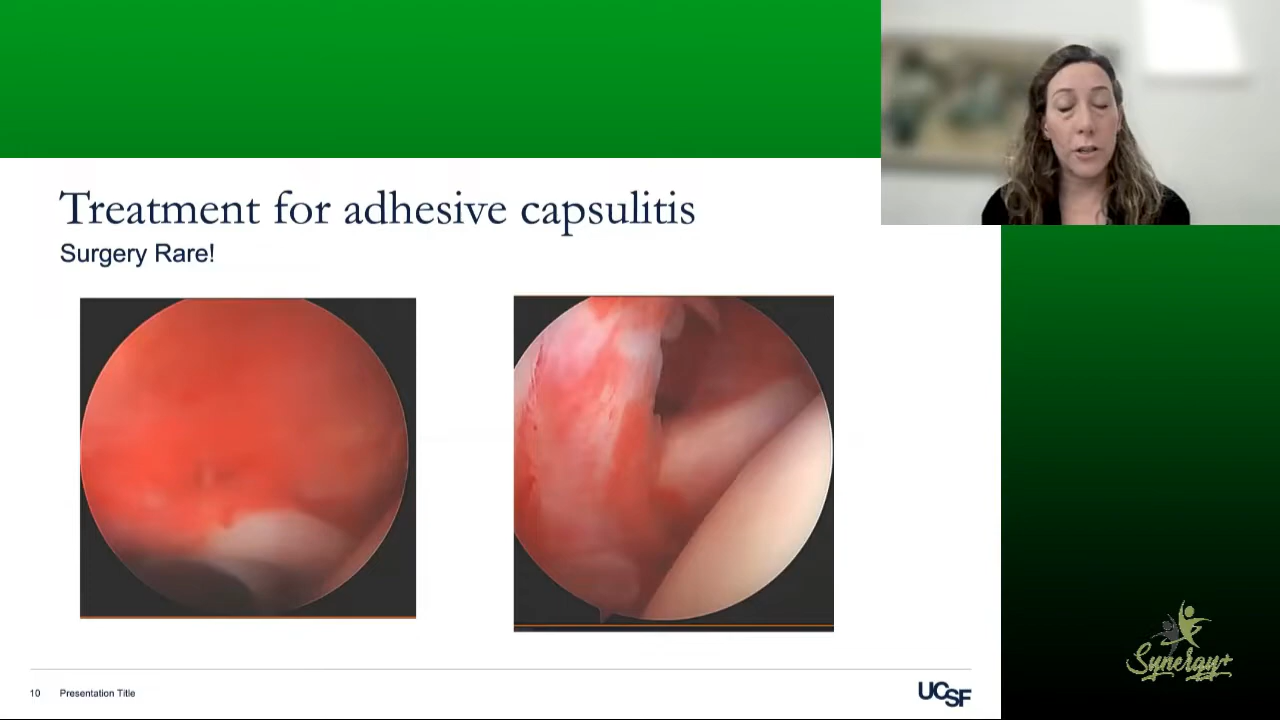 Treatment for adhesive capsulitis
Surgery Rare!
10 Presentation Title
UCSF
Synergy+